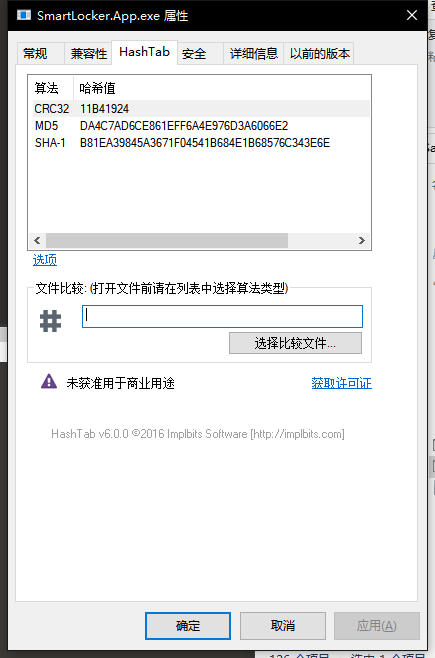 SmartLocker.App.exe 属性
常规 兼容性 HashTab 安全 详细信息 以前的版本
算法 哈希值
CRC32 11B41924
MD5 DA4C7AD6CE861EFF6A4E976D3A6066E2
SHA-1 B81EA39845A3671F04541B684E1B68576C343E6E
选项
文件比较: (打开文件前请在列表中选择算法类型)
选择比较文件...
未获准用于商业用途 获取许可证
HashTab v6.0.0 ©2016 Implbits Software [http://implbits.com]
确定 取消 应用(A)